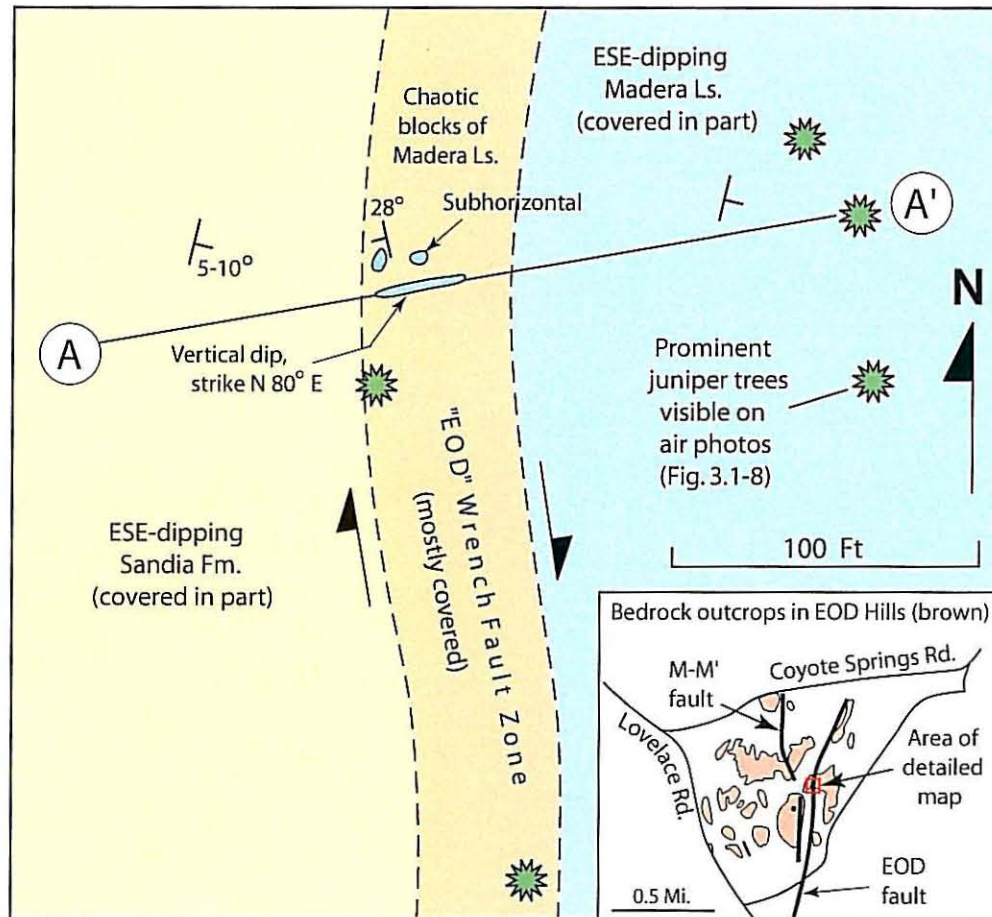 ESE-dipping
Madera Ls.
(covered in part)
Chaotic
blocks of
Madera Ls.
28°
Subhorizontal
A'
5-10°
A
Vertical dip,
strike N 80° E
N
Prominent
juniper trees
visible on
air photos
(Fig. 3.1-8)
"EOD" Wrench Fault Zone
(mostly covered)
ESE-dipping
Sandia Fm.
(covered in part)
100 Ft
Bedrock outcrops in EOD Hills (brown)
M-M'
fault
Coyote Springs Rd.
Lovelace Rd.
Area of
detailed
map
EOD
fault
0.5 Mi.